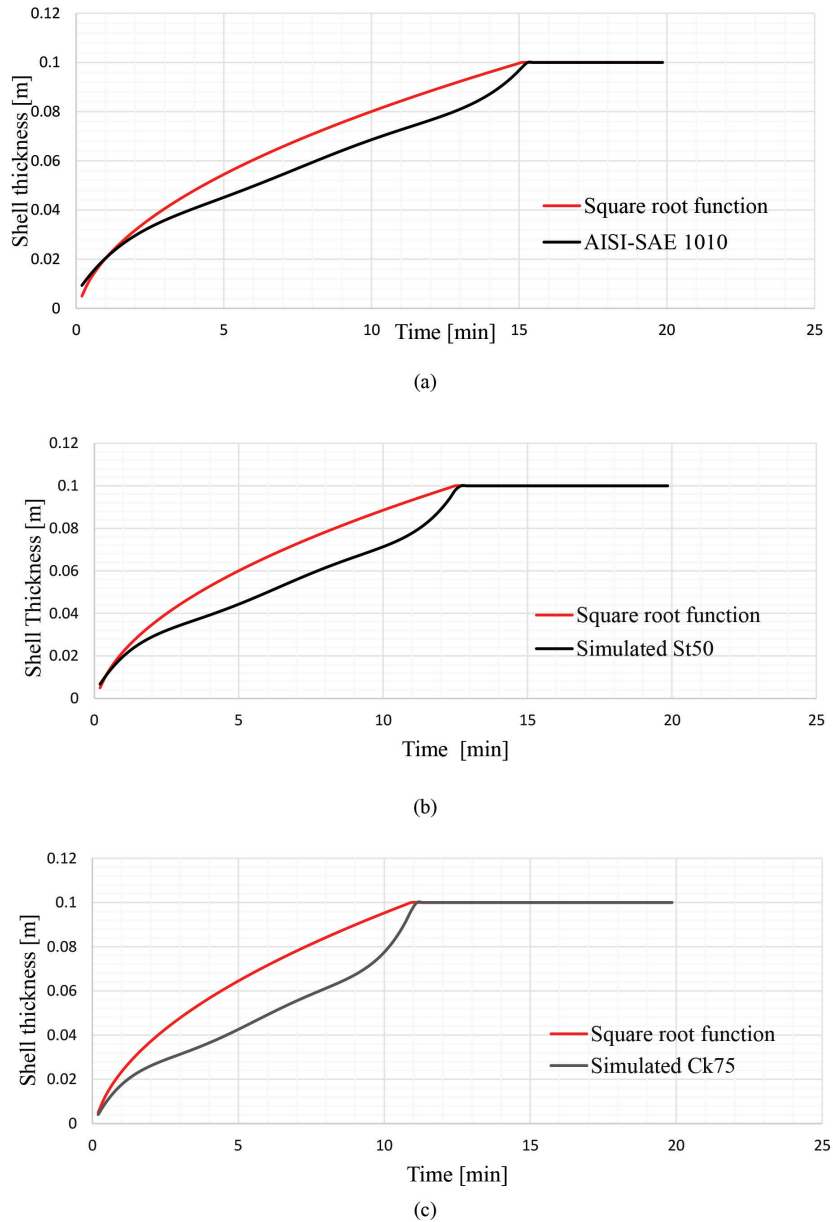 0.12
0.1
0.08
0.06
0.04
0.02
0
Shell thickness [m]
Square root function
AISI-SAE 1010
0 5 10 15 20 25
Time [min]
(a)
0.12
0.1
0.08
0.06
0.04
0.02
0
Shell Thickness [m]
Square root function
Simulated St50
0 5 10 15 20 25
Time [min]
(b)
0.12
0.1
0.08
0.06
0.04
0.02
0
Shell thickness [m]
Square root function
Simulated Ck75
0 5 10 15 20 25
Time [min]
(c)